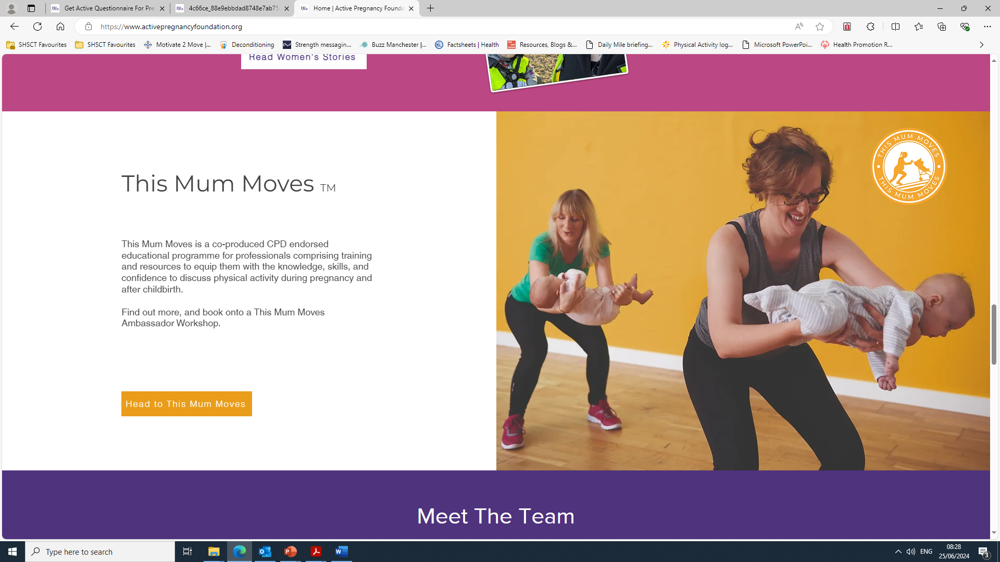 Get Active Questionnaire For Pre
4c66ce_88e9ebbdad8748e7ab75
Home | Active Pregnancy Founda
https://www.activepregnancyfoundation.org
SHSCT Favourites
SHSCT Favourites
Motivate 2 Move |...
Deconditioning
Strength messagin...
Buzz Manchester |...
Factsheets | Health
Resources, Blogs &...
Daily Mile briefing...
Physical Activity log...
Microsoft PowerPoi...
Health Promotion R...
Read Women's Stories
This Mum Moves TM
This Mum Moves is a co-produced CPD endorsed
educational programme for professionals comprising training
and resources to equip them with the knowledge, skills, and
confidence to discuss physical activity during pregnancy and
after childbirth.
Find out more, and book onto a This Mum Moves
Ambassador Workshop.
Head to This Mum Moves
THIS MUM MOVES
THIS MUM MOVES
Meet The Team
Type here to search
ENG
08:28
25/06/2024
3